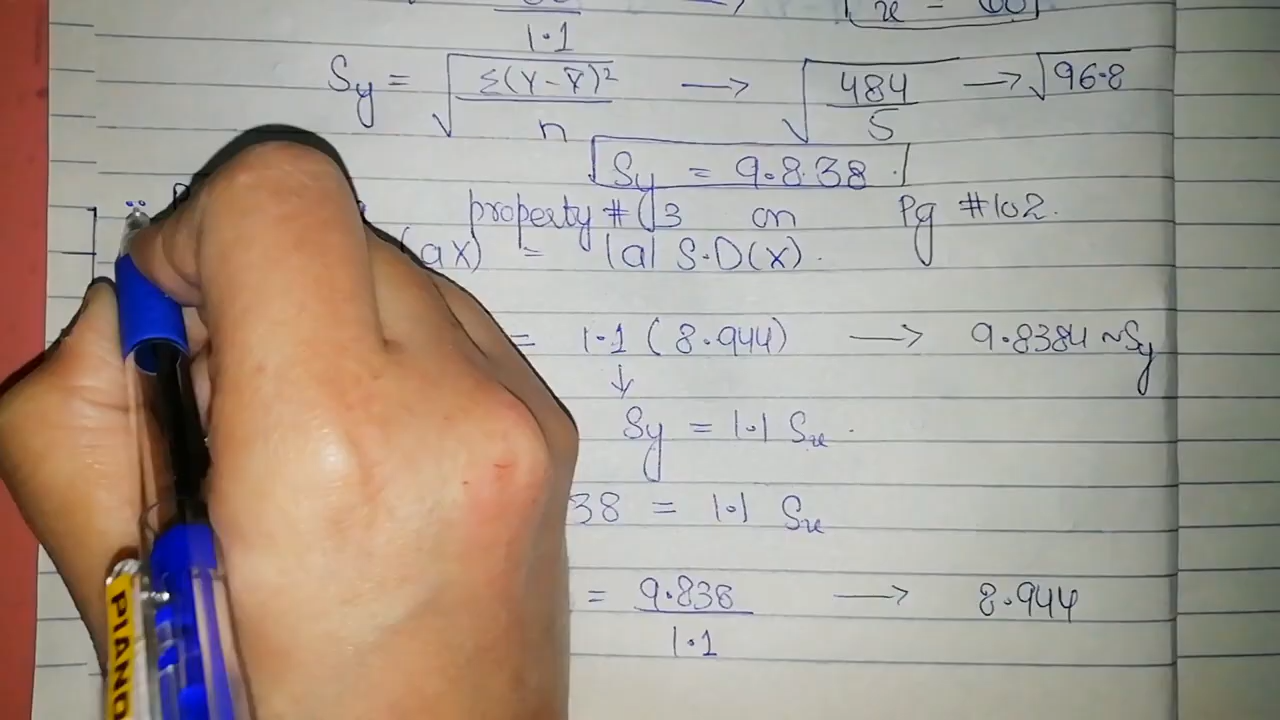 1.1
x = 60
Sy = √Σ(Y-Y̅)²/n → √484/5 → √96.8
Sy = 9.838
property #(13 on Pg #102.
(ax) = |a| S.D(x).
= 1.1 (8.944) → 9.8384 ~Sy
↓
Sy = 1.1 Sx.
38 = 1.1 Sx
= 9.838/1.1 → 8.944
PIANO